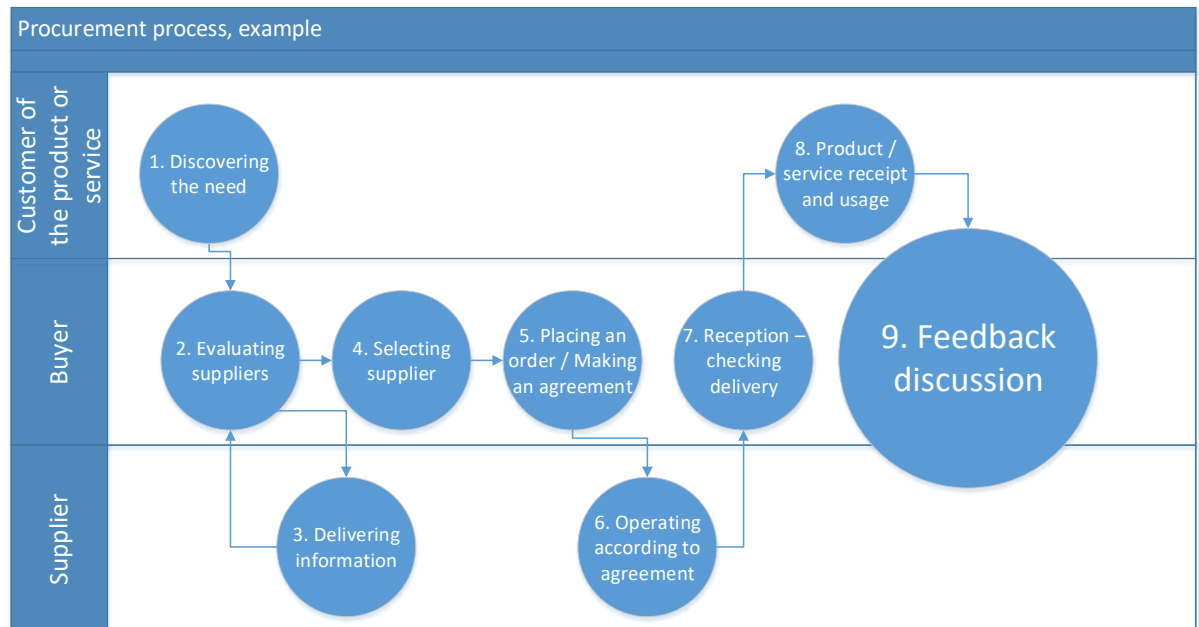 Procurement process, example
Customer of
the product or
service
1. Discovering
the need
8. Product /
service receipt
and usage
Buyer
2. Evaluating
suppliers
4. Selecting
supplier
5. Placing an
order / Making
an agreement
7. Reception –
checking
delivery
9. Feedback
discussion
Supplier
3. Delivering
information
6. Operating
according to
agreement